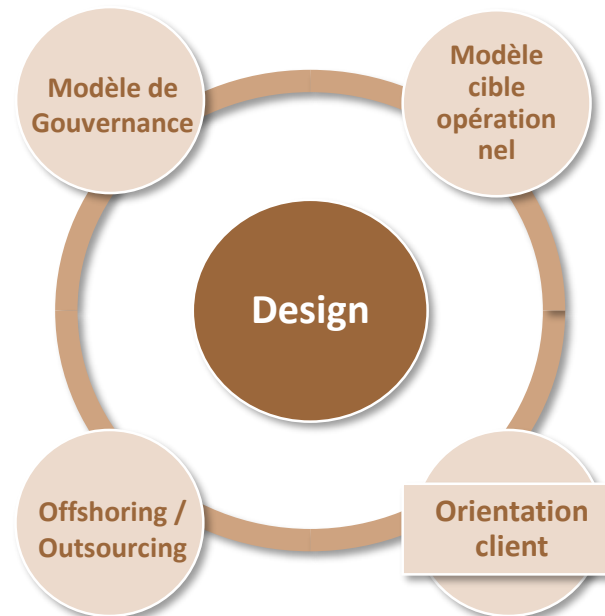 Modèle de
Gouvernance
Modèle
cible
opération
nel
Design
Offshoring /
Outsourcing
Orientation
client